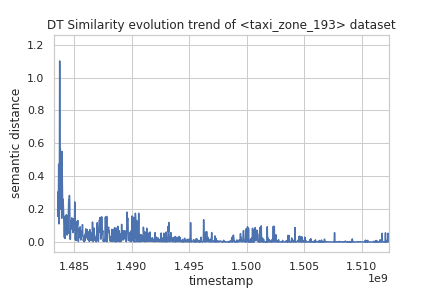 DT Similarity evolution trend of <taxi_zone_193> dataset
1.2
1.0
0.8
0.6
0.4
0.2
0.0
semantic distance
1.485 1.490 1.495 1.500 1.505 1.510
1e9
timestamp